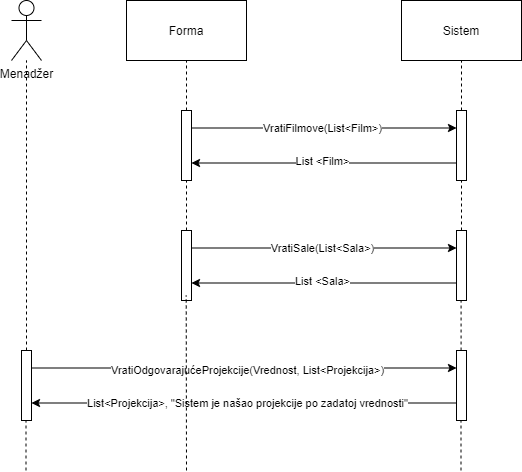 Forma
Sistem
Menadžer
VratiFilmove(List<Film>)
List <Film>
VratiSale(List<Sala>)
List <Sala>
VratiOdgovarajućeProjekcije(Vrednost, List<Projekcija>)
List<Projekcija>, "Sistem je našao projekcije po zadatoj vrednosti"